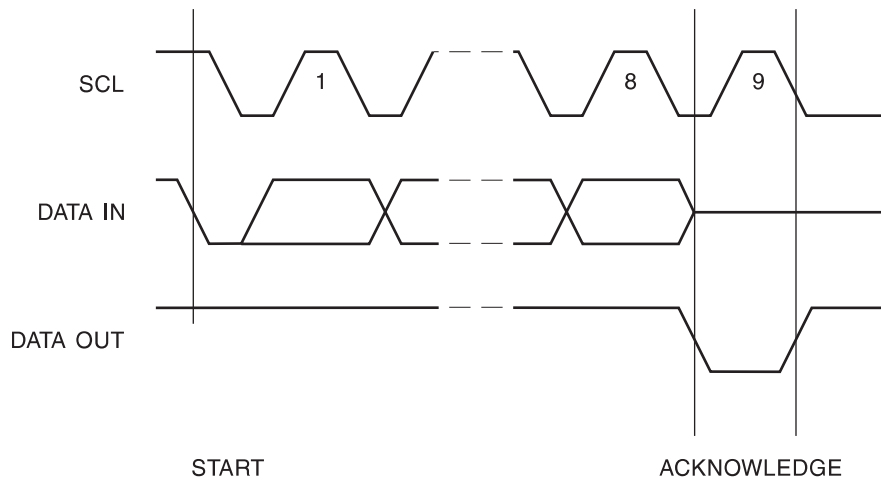 SCL
1
8
9
DATA IN
DATA OUT
START
ACKNOWLEDGE